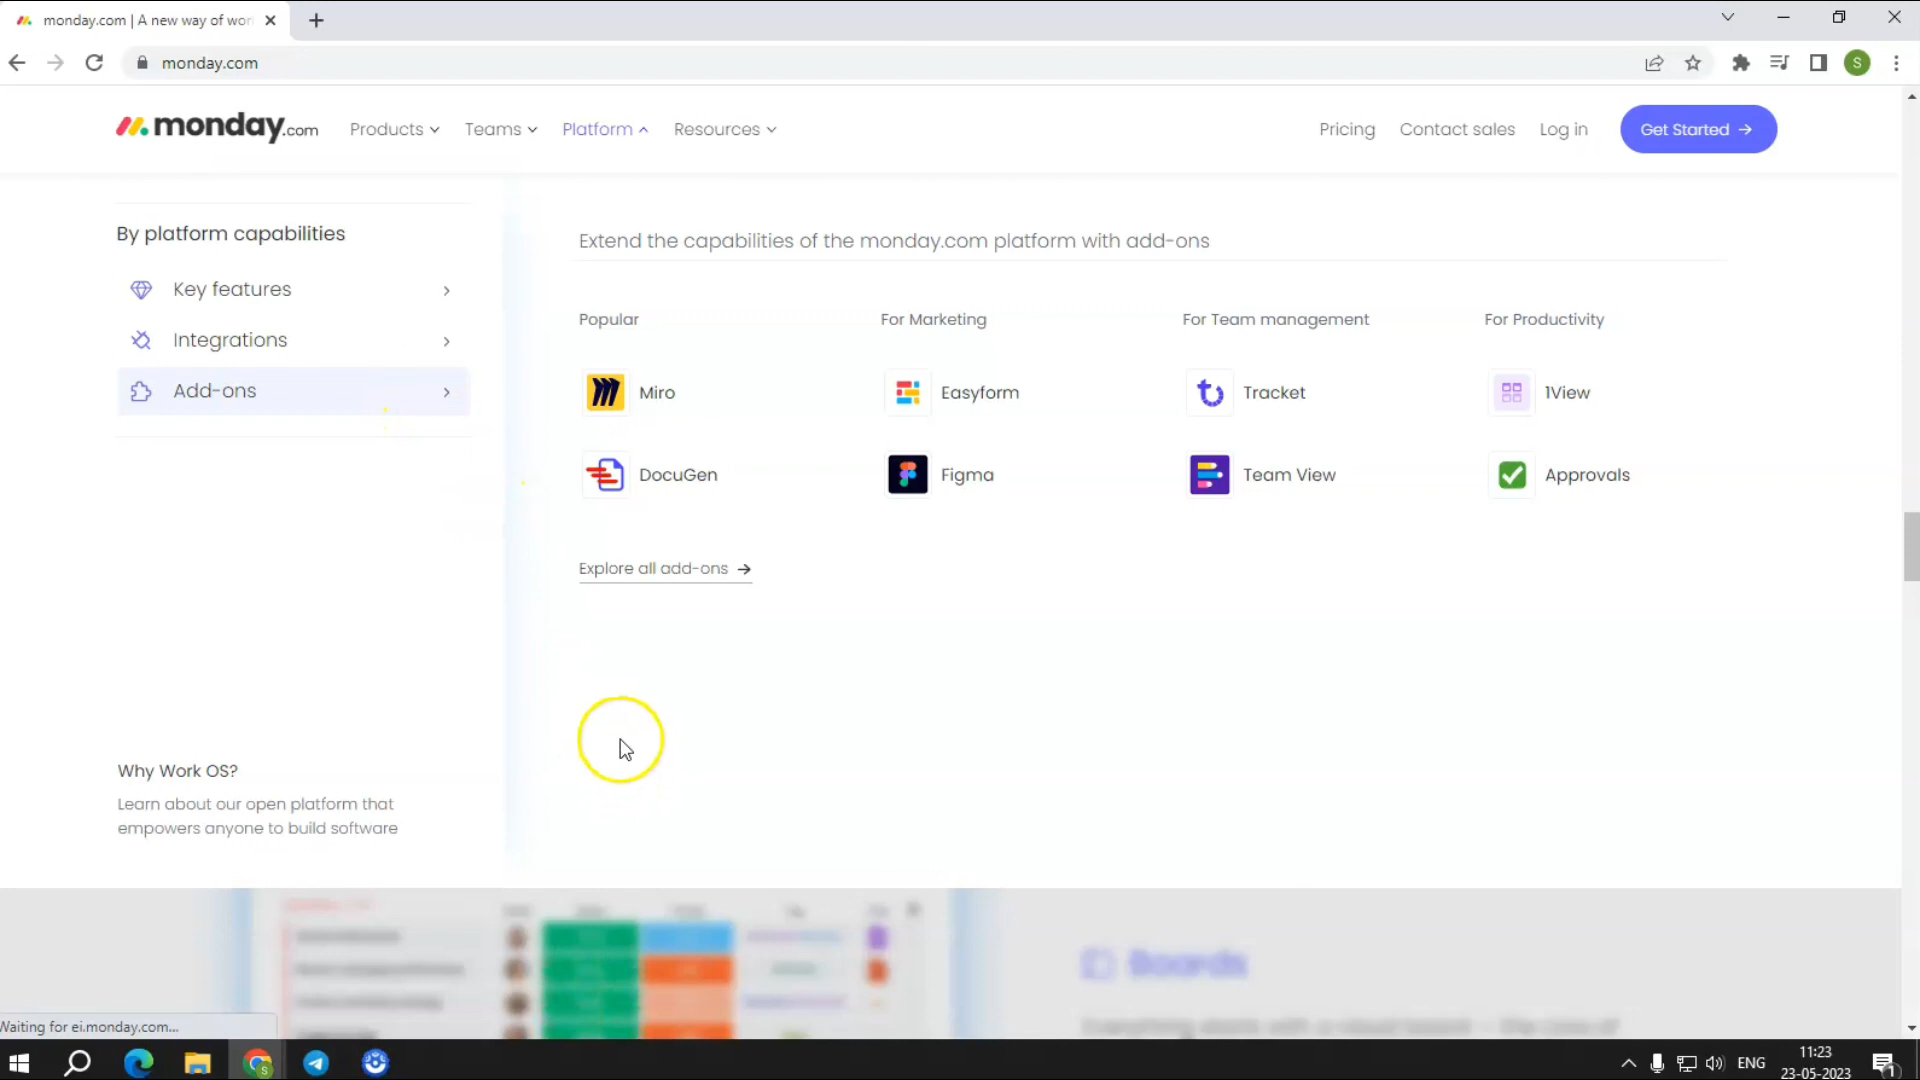 monday.com | A new way of wor
monday.com
monday.com
Products
Teams
Platform
Resources
Pricing
Contact sales
Log in
Get Started
By platform capabilities
Key features
Integrations
Add-ons
Why Work OS?
Learn about our open platform that
empowers anyone to build software
Extend the capabilities of the monday.com platform with add-ons
Popular
For Marketing
For Team management
For Productivity
Miro
Easyform
Tracket
1View
DocuGen
Figma
Team View
Approvals
Explore all add-ons
Boards
Waiting for ei.monday.com...
S
ENG
11:23
23-05-2023
1